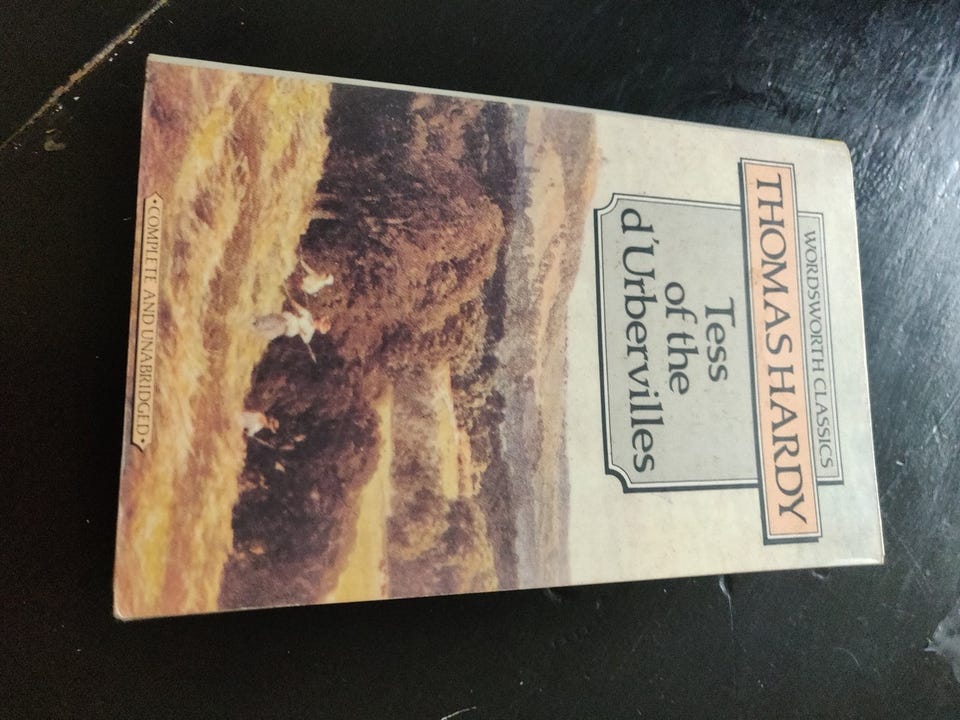 WORDSWORTH CLASSICS
THOMAS HARDY
Tess
of the
d'Urbervilles
•COMPLETE AND UNABRIDGED•